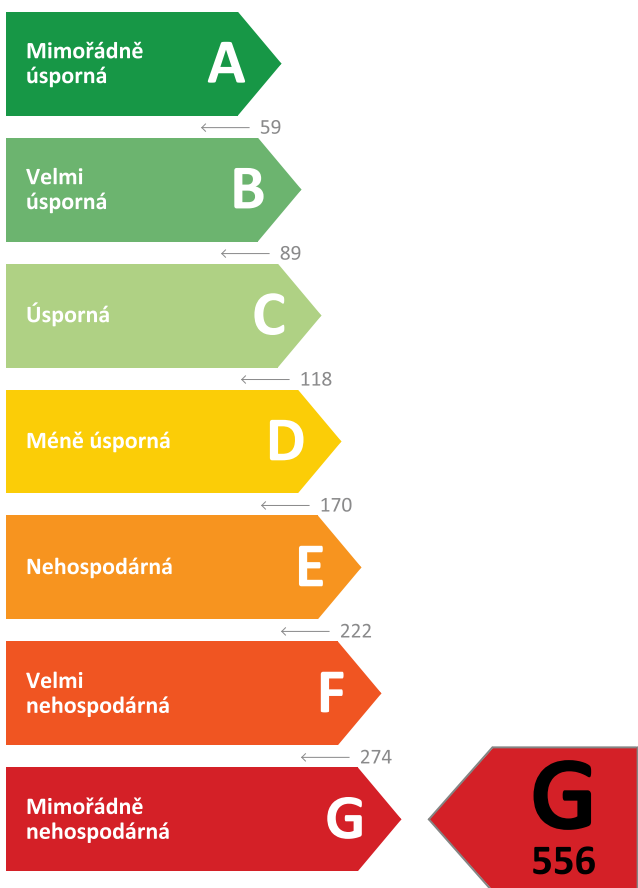 Mimořádně
úsporná
A
59
Velmi
úsporná
B
89
Úsporná
C
118
Méně úsporná
D
170
Nehospodárná
E
222
Velmi
nehospodárná
F
274
Mimořádně
nehospodárná
G
G
556